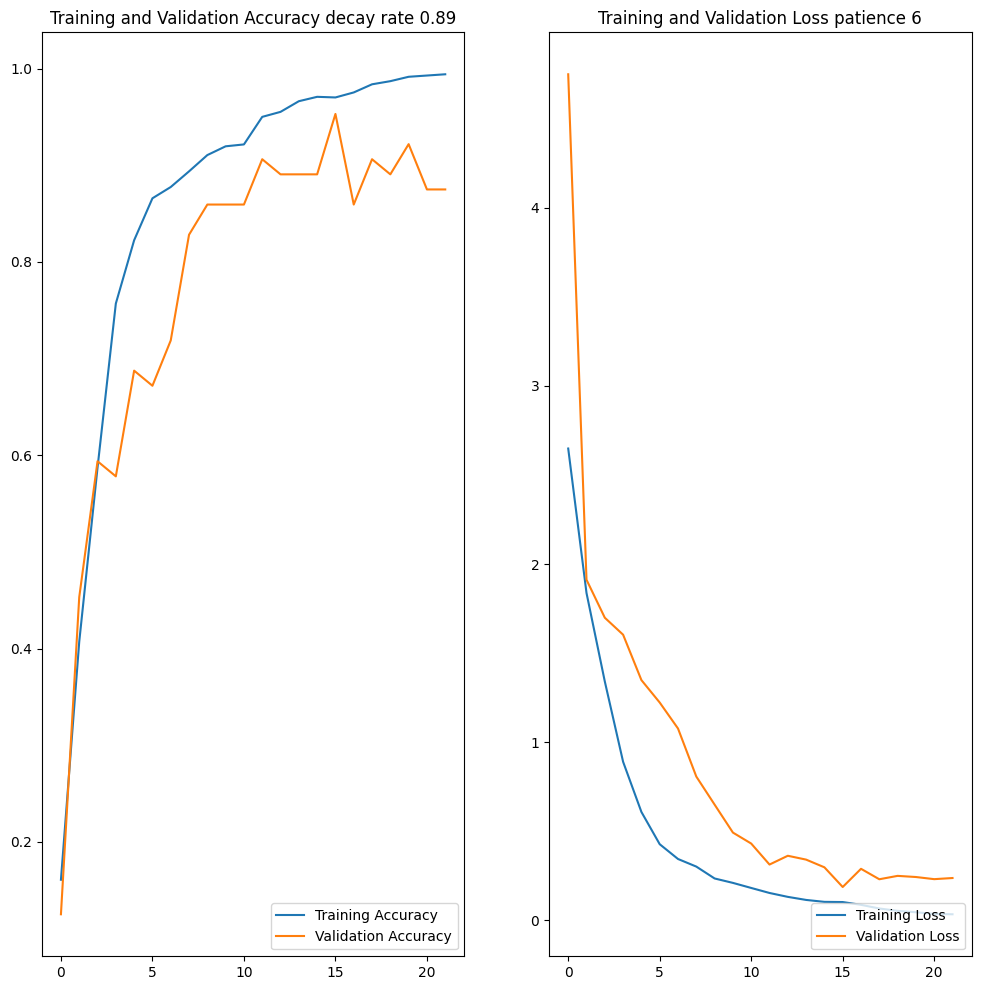 Training and Validation Accuracy decay rate 0.89
1.0
0.8
0.6
0.4
0.2
0 5 10 15 20
Training Accuracy
Validation Accuracy
Training and Validation Loss patience 6
4
3
2
1
0
0 5 10 15 20
Training Loss
Validation Loss